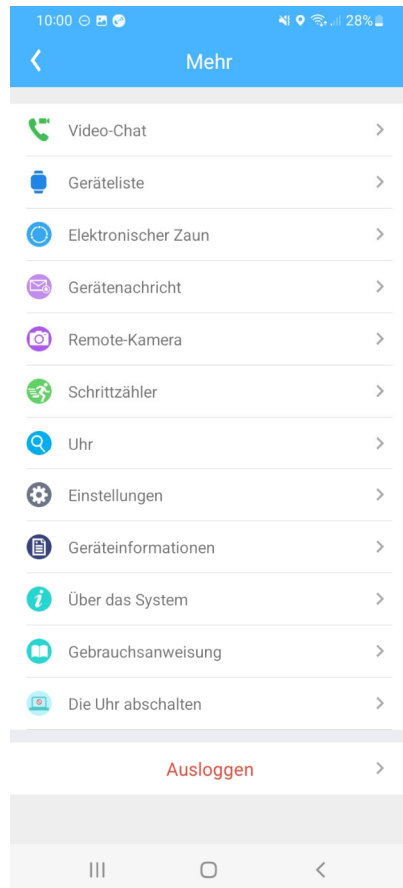 10:00 28%
Mehr
Video-Chat
Geräteliste
Elektronischer Zaun
Gerätenachricht
Remote-Kamera
Schrittzähler
Uhr
Einstellungen
Geräteinformationen
Über das System
Gebrauchsanweisung
Die Uhr abschalten
Ausloggen